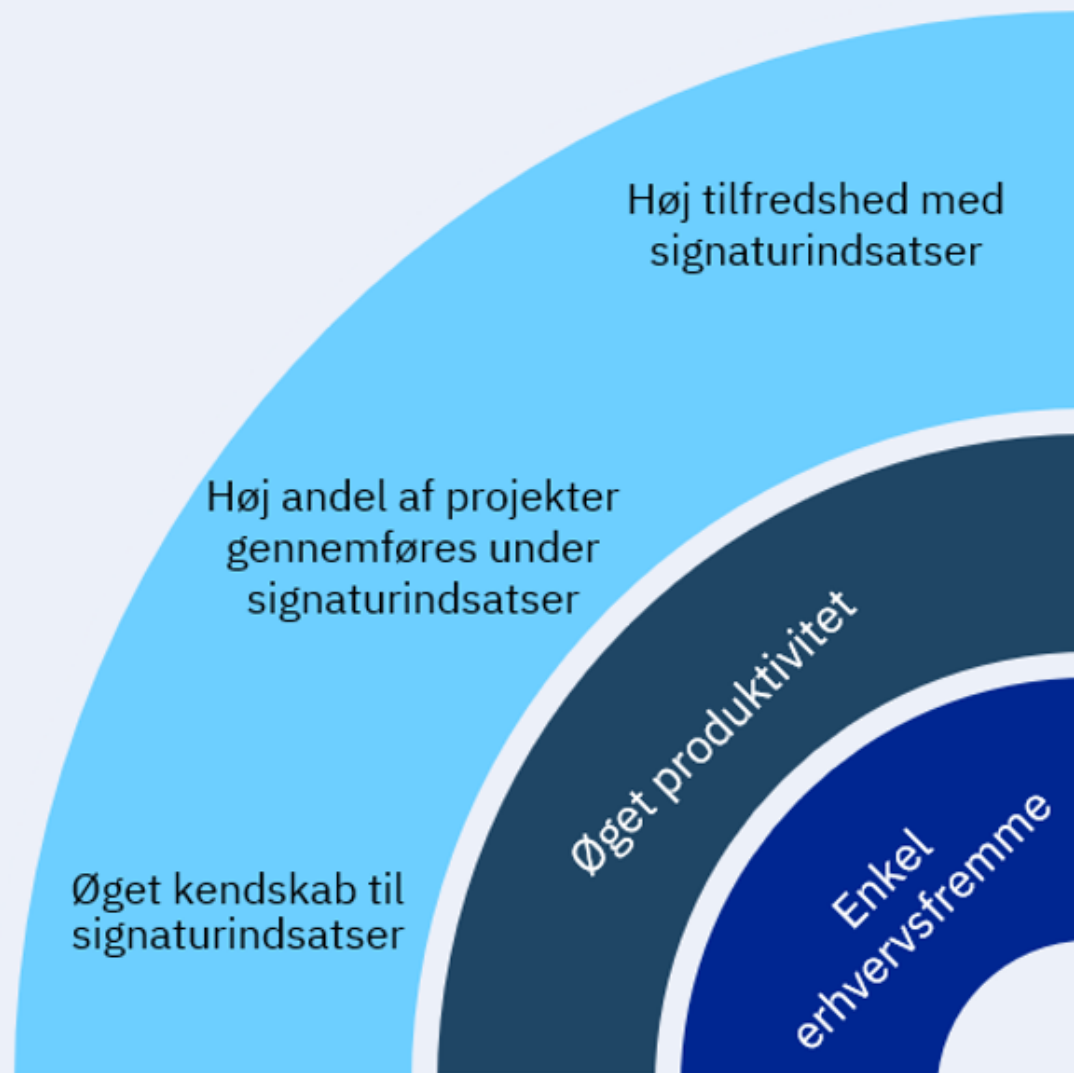 Høj tilfredshed med
signaturindsatser
Høj andel af projekter
gennemføres under
signaturindsatser
Øget produktivitet
Enkel
erhvervsfremme
Øget kendskab til
signaturindsatser